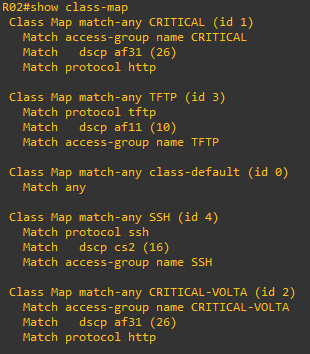 R02#show class-map
Class Map match-any CRITICAL (id 1)
Match access-group name CRITICAL
Match dscp af31 (26)
Match protocol http
Class Map match-any TFTP (id 3)
Match protocol tftp
Match dscp af11 (10)
Match access-group name TFTP
Class Map match-any class-default (id 0)
Match any
Class Map match-any SSH (id 4)
Match protocol ssh
Match dscp cs2 (16)
Match access-group name SSH
Class Map match-any CRITICAL-VOLTA (id 2)
Match access-group name CRITICAL-VOLTA
Match dscp af31 (26)
Match protocol http